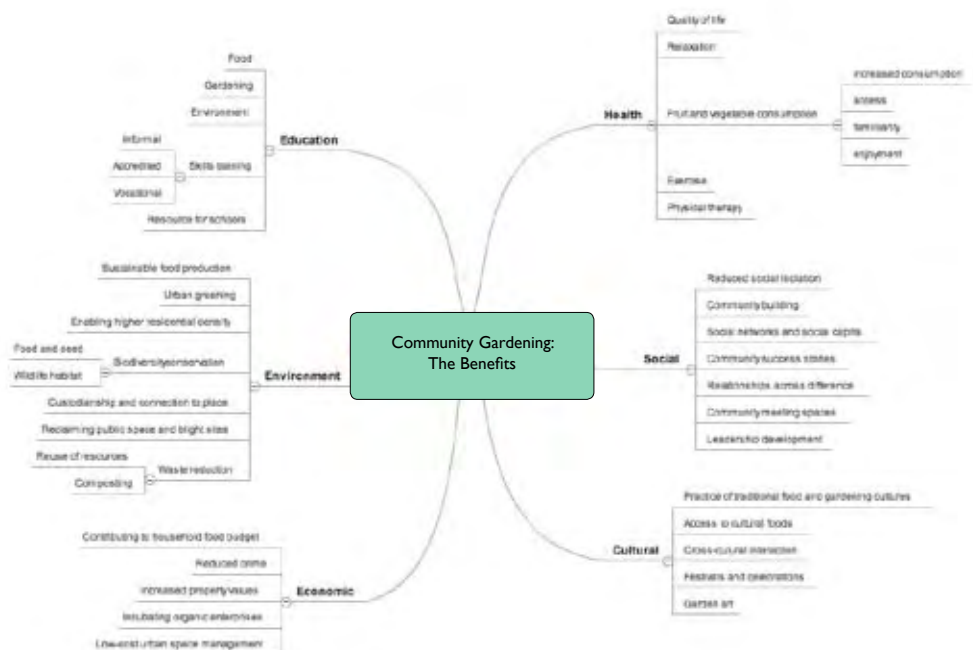 Community Gardening:
The Benefits
Education
Food
Gardening
Environment
Skills training
Informal
Accredited
Vocational
Resource for schools
Environment
Sustainable food production
Urban greening
Enabling higher residential density
Biodiversity conservation
Food and seed
Wildlife habitat
Custodianship and connection to place
Reclaiming public space and blight sites
Waste reduction
Reuse of resources
Composting
Economic
Contributing to household food budget
Reduced crime
Increased property values
Incubating organic enterprises
Low-cost urban space management
Health
Quality of life
Relaxation
Fruit and vegetable consumption
increased consumption
access
familiarity
enjoyment
Exercise
Physical therapy
Social
Reduced social isolation
Community building
Social networks and social capital
Community success stories
Relationships across difference
Community meeting spaces
Leadership development
Cultural
Practice of traditional food and gardening cultures
Access to cultural foods
Cross-cultural interaction
Festivals and celebrations
Garden art